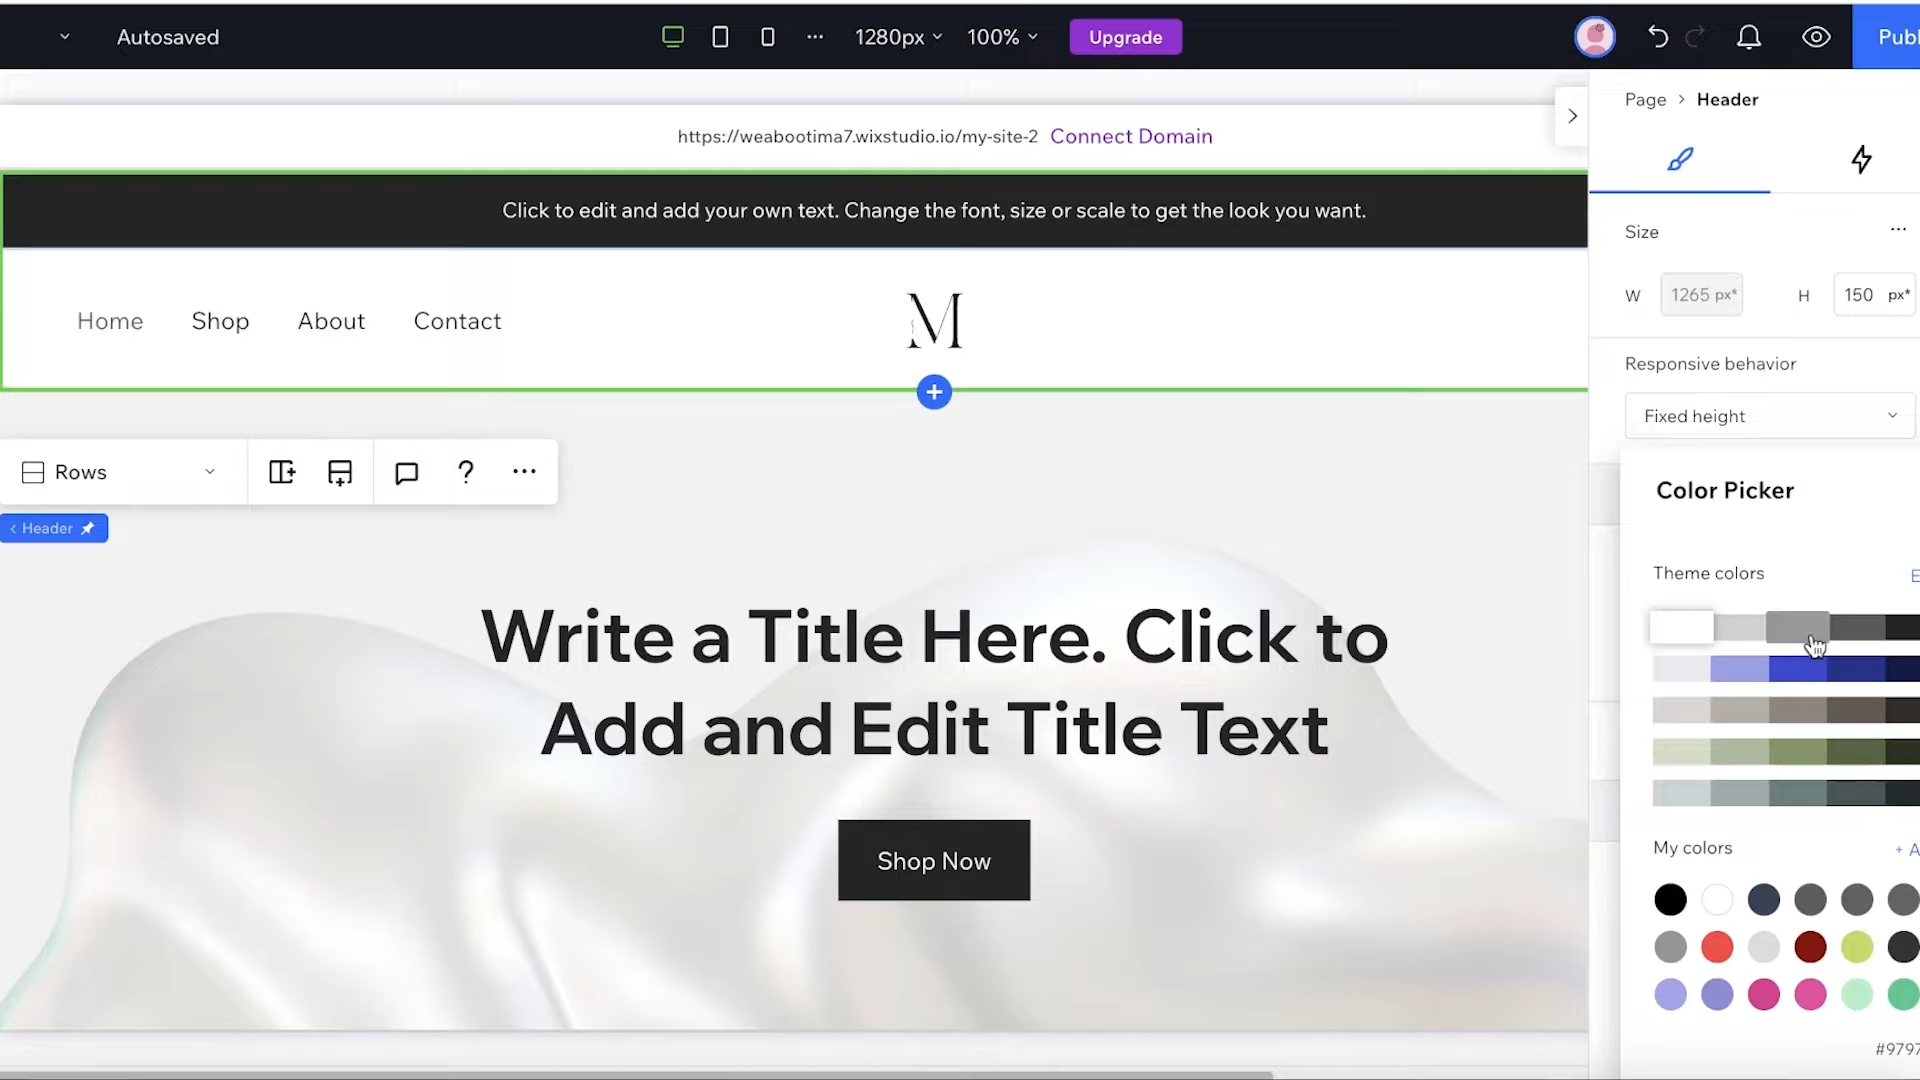 Autosaved
1280px
100%
Upgrade
Publ
Page > Header
https://weabootima7.wixstudio.io/my-site-2 Connect Domain
Click to edit and add your own text. Change the font, size or scale to get the look you want.
Size
W 1265 px* H 150 px*
Home Shop About Contact
M
Responsive behavior
Fixed height
Rows
?
< Header
Color Picker
Theme colors
E
Write a Title Here. Click to
Add and Edit Title Text
Shop Now
My colors
+ A
#9797